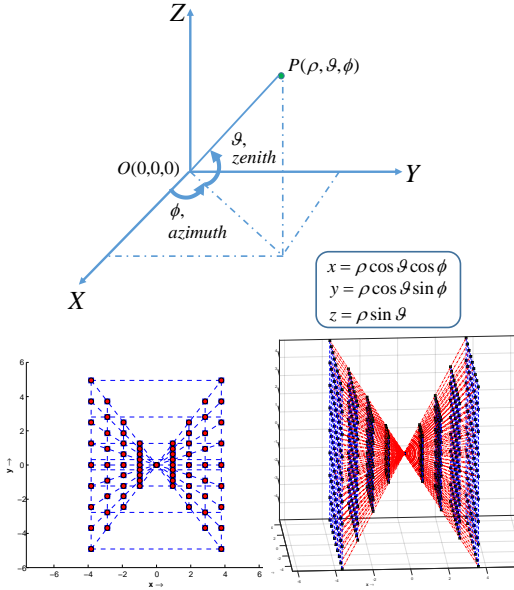 Z
P(ρ, ϑ, ϕ)
ϑ,
zenith
O(0,0,0)
Y
ϕ,
azimuth
X
x = ρ cos ϑ cos ϕ
y = ρ cos ϑ sin ϕ
z = ρ sin ϑ
6
4
2
0
−2
−4
−6
y →
−6 −4 −2 0 2 4 6
x →